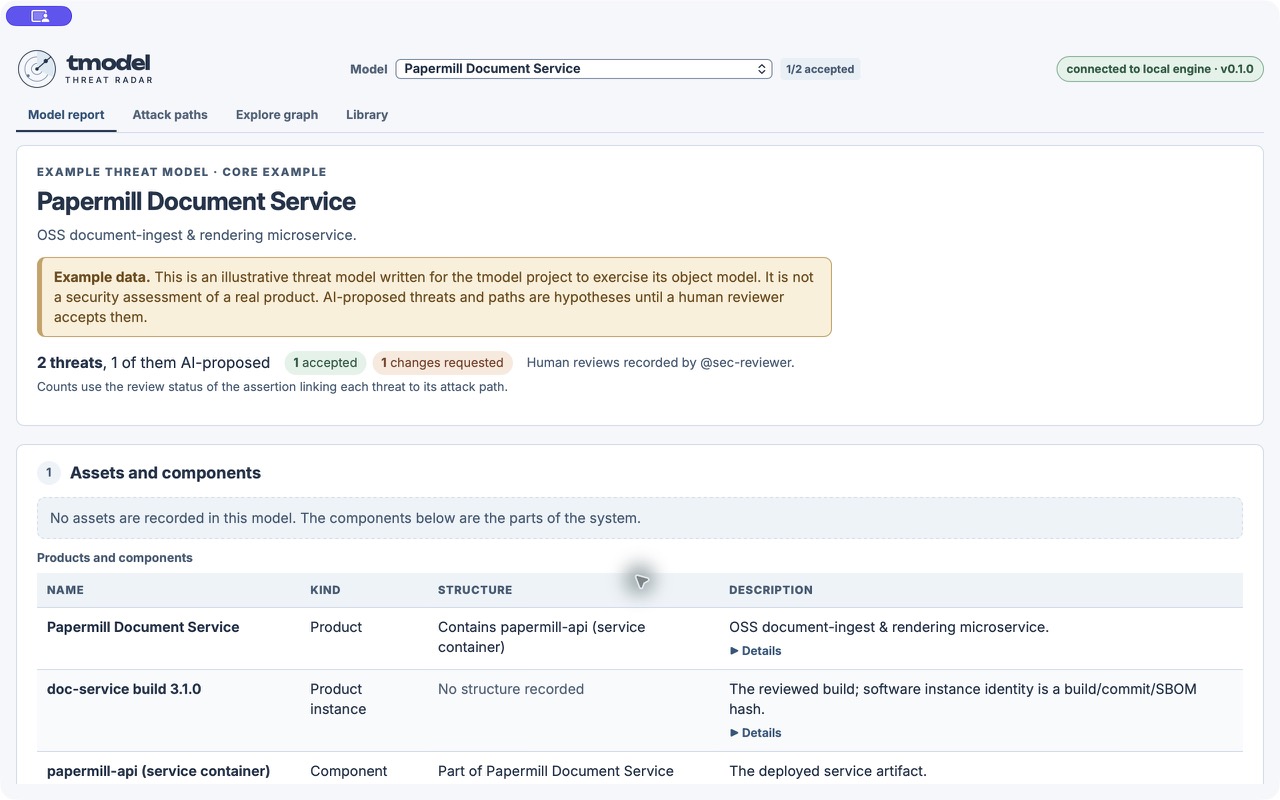 tmodel
THREAT RADAR
Model
Papermill Document Service
1/2 accepted
connected to local engine · v0.1.0
Model report
Attack paths
Explore graph
Library
EXAMPLE THREAT MODEL · CORE EXAMPLE
Papermill Document Service
OSS document-ingest & rendering microservice.
Example data. This is an illustrative threat model written for the tmodel project to exercise its object model. It is not
a security assessment of a real product. AI-proposed threats and paths are hypotheses until a human reviewer
accepts them.
2 threats, 1 of them AI-proposed
1 accepted
1 changes requested
Human reviews recorded by @sec-reviewer.
Counts use the review status of the assertion linking each threat to its attack path.
1
Assets and components
No assets are recorded in this model. The components below are the parts of the system.
Products and components
NAME
KIND
STRUCTURE
DESCRIPTION
Papermill Document Service
Product
Contains papermill-api (service
container)
OSS document-ingest & rendering microservice.
Details
doc-service build 3.1.0
Product
instance
No structure recorded
The reviewed build; software instance identity is a build/commit/SBOM
hash.
Details
papermill-api (service container)
Component
Part of Papermill Document Service
The deployed service artifact.